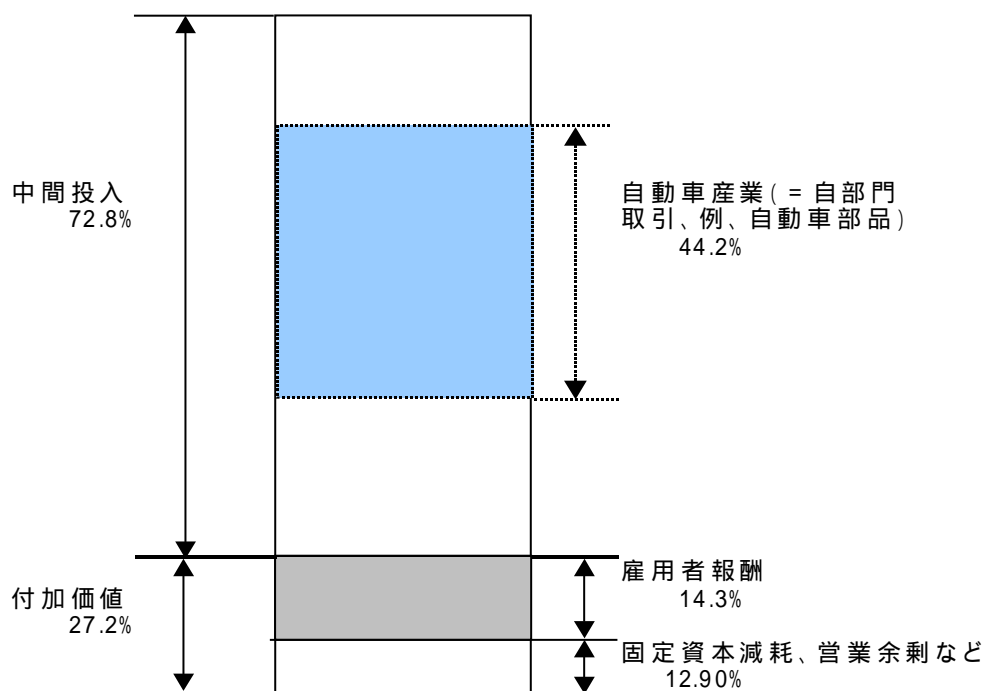 中間投入
72.8%
自動車産業(=自部門
取引、例、自動車部品)
44.2%
付加価値
27.2%
雇用者報酬
14.3%
固定資本減耗、営業余剰など
12.90%